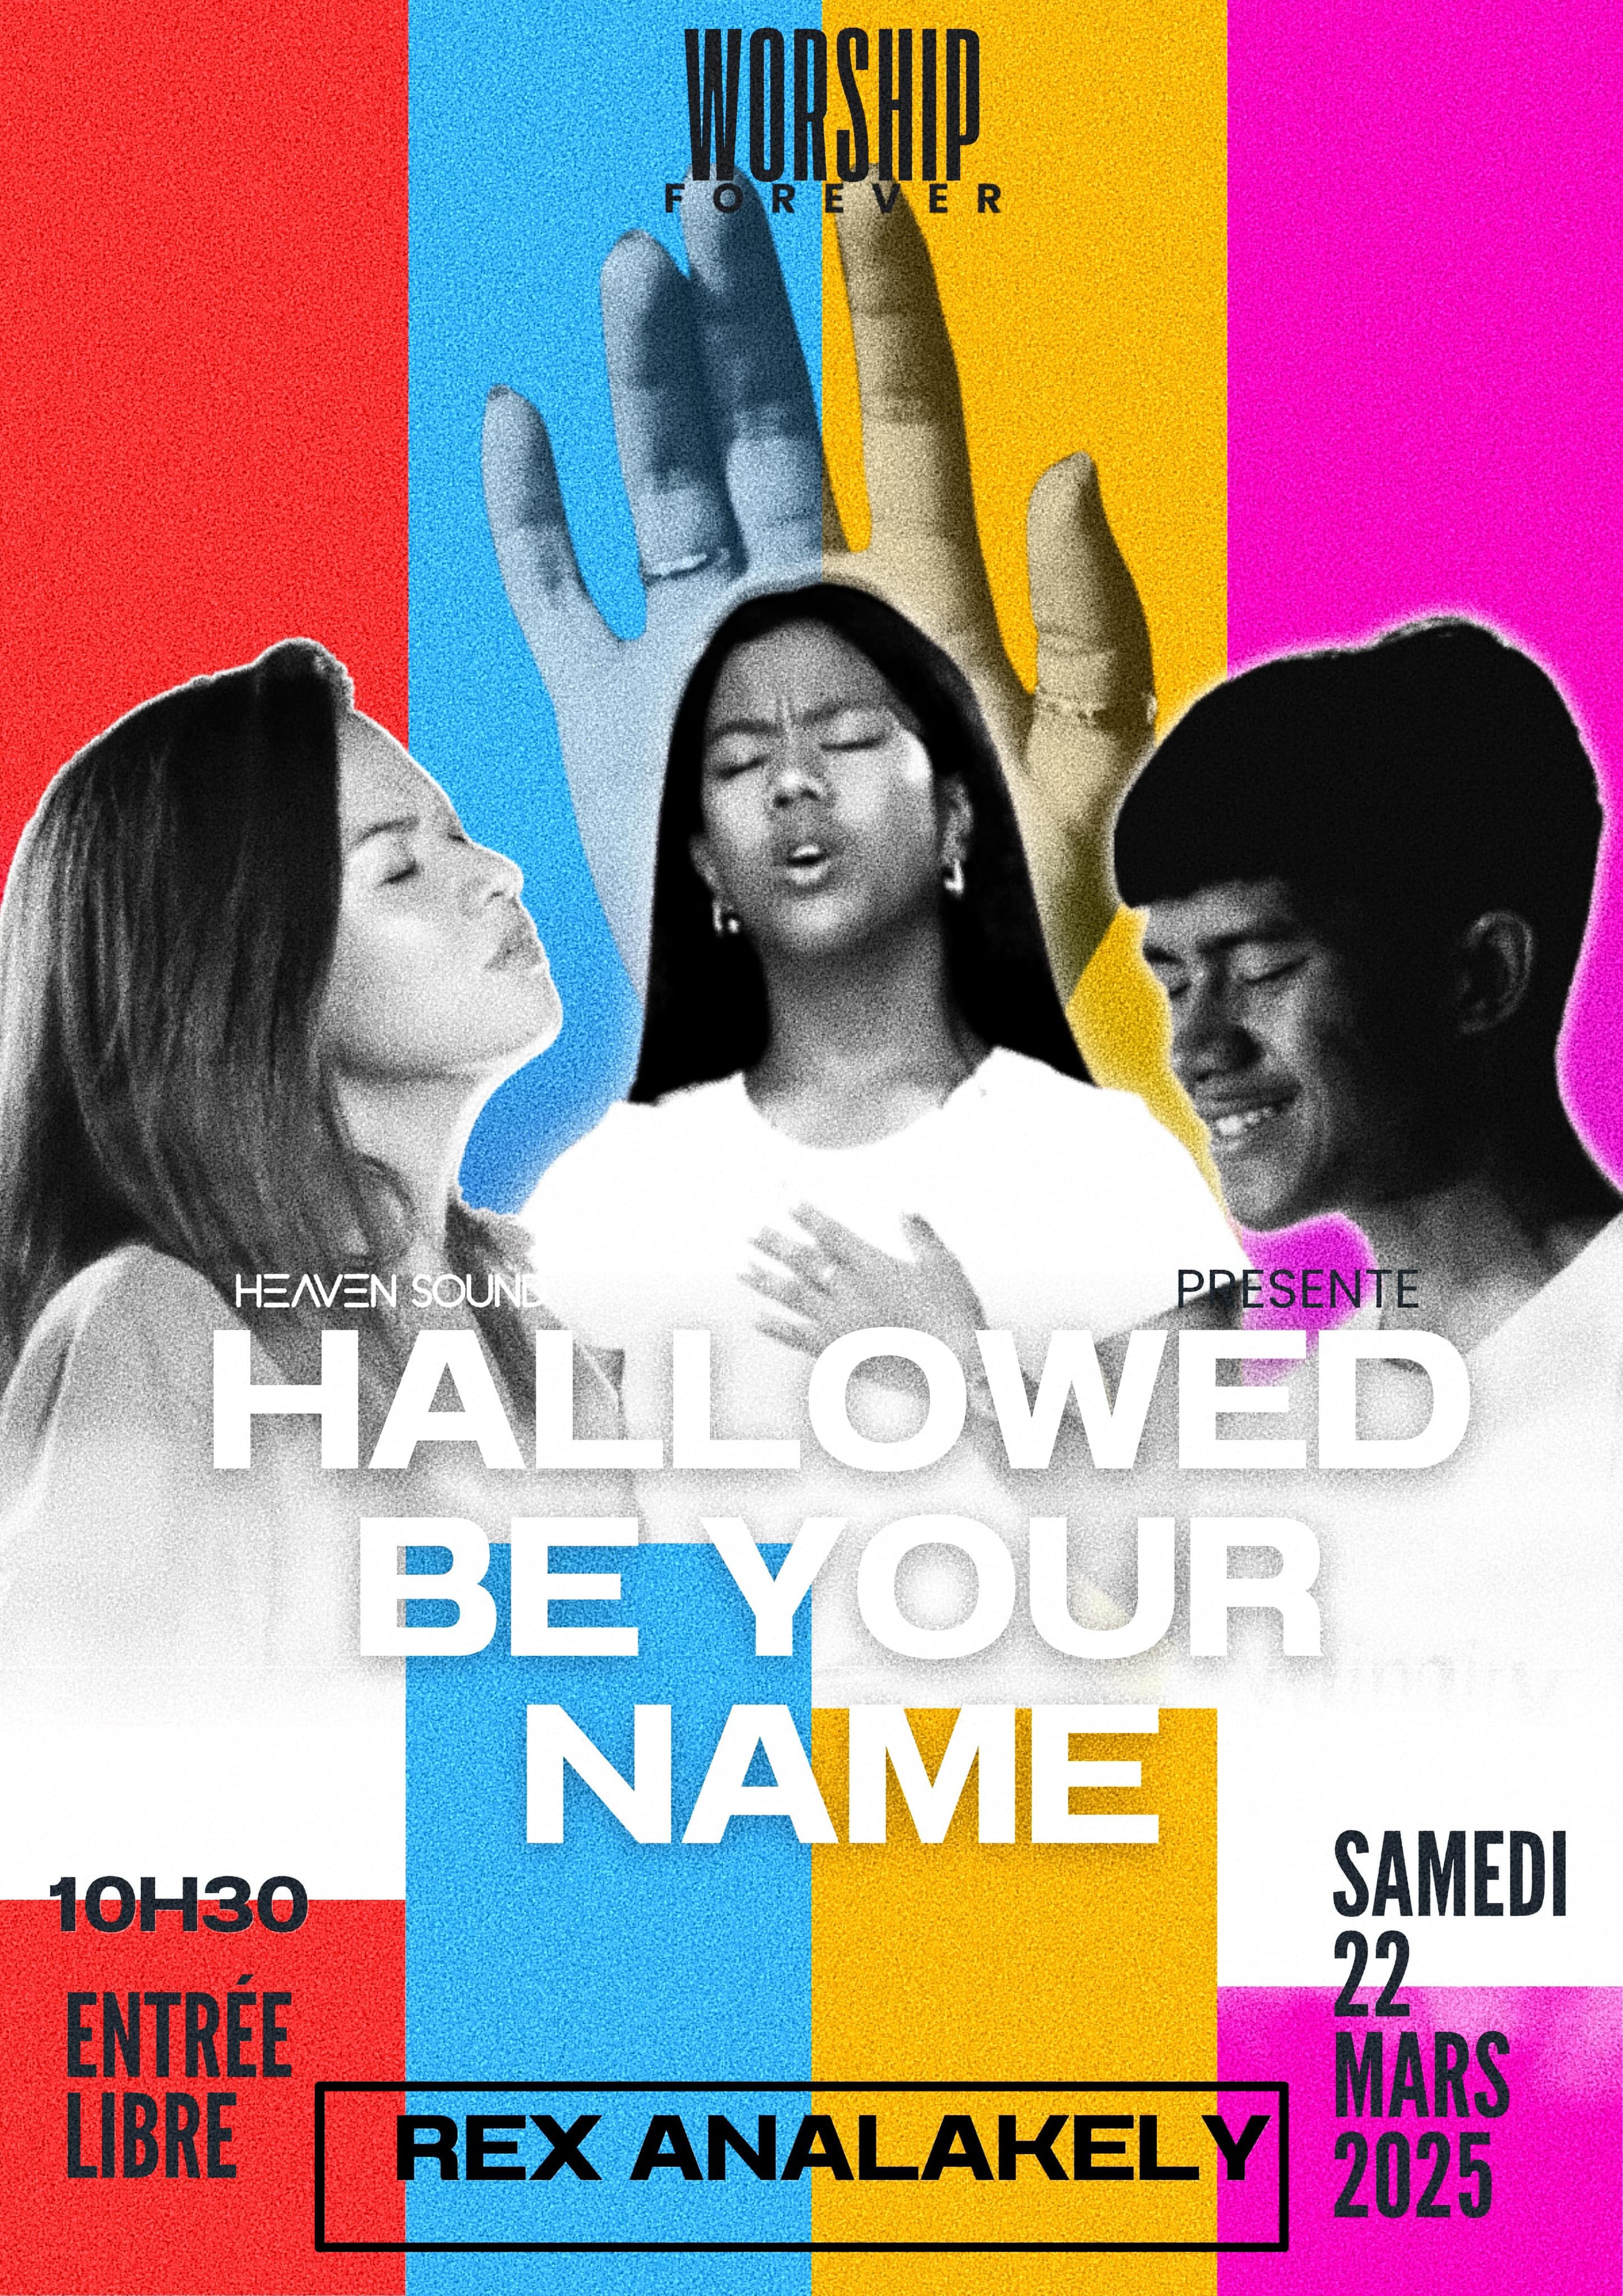 WORSHIP
FOREVER
HEAVEN SOUND
PRESENTE
HALLOWED
BE YOUR
NAME
10H30
ENTRÉE
LIBRE
SAMEDI
22
MARS
2025
REX ANALAKELY